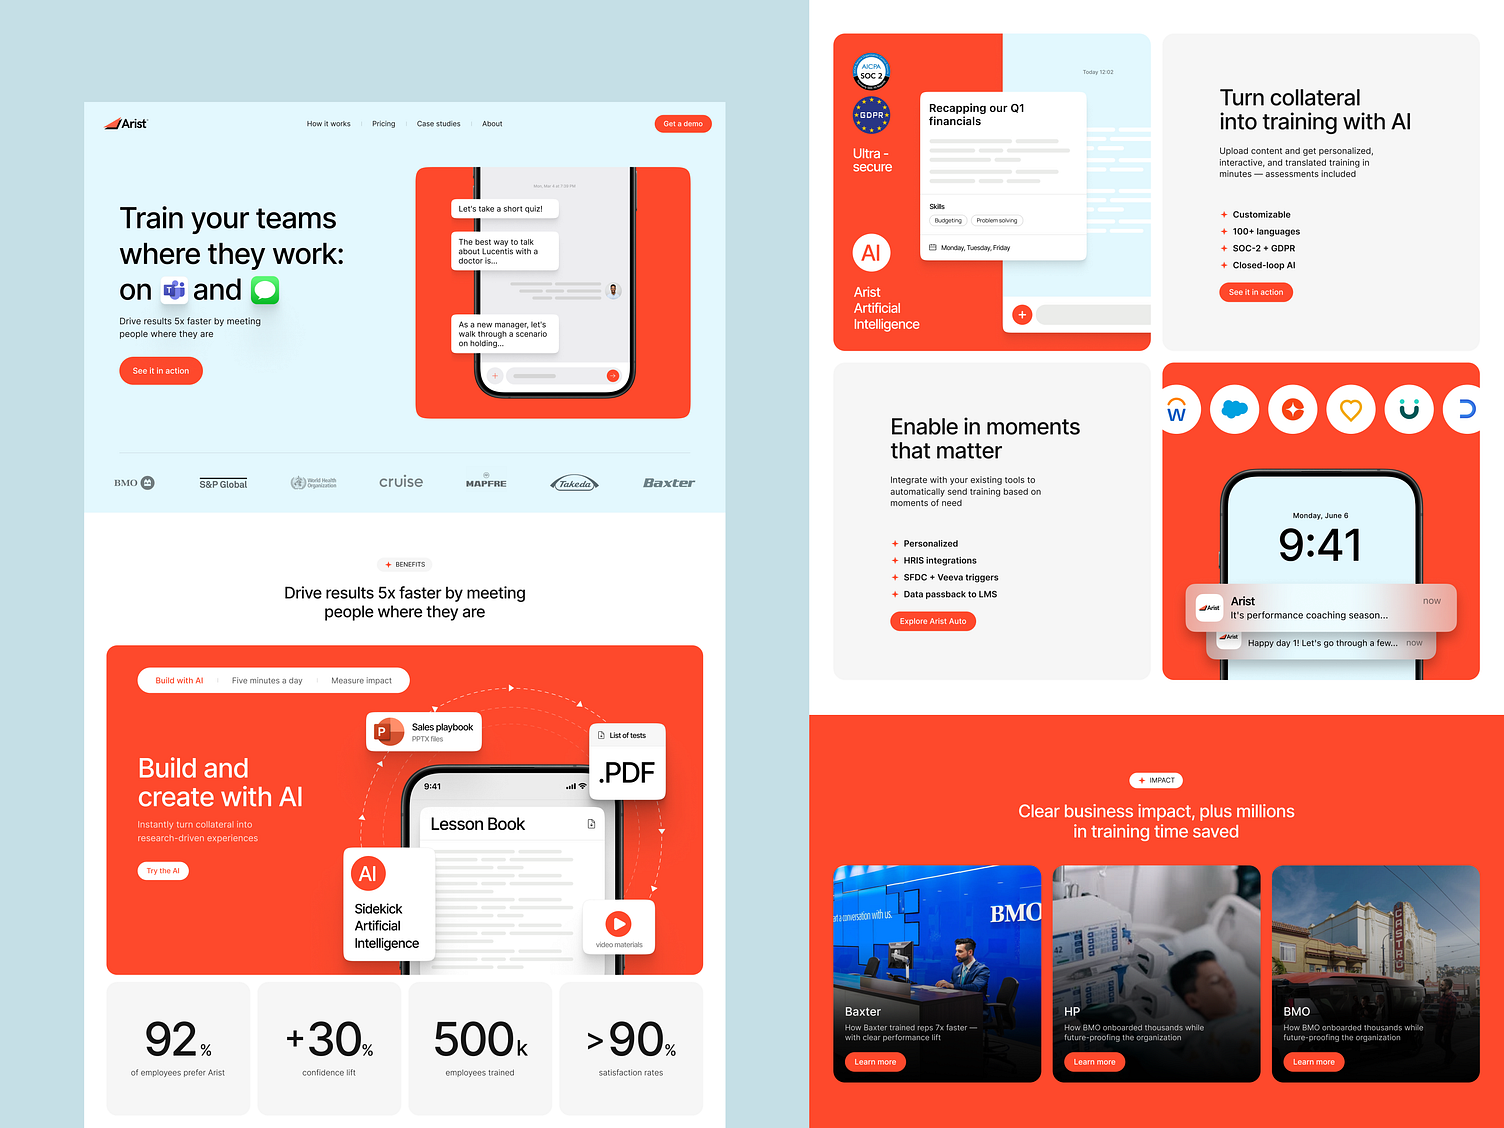 Arist
How it works
Pricing
Case studies
About
Get a demo
Train your teams
where they work:
on and
Drive results 5x faster by meeting
people where they are
See it in action
Mon, Mar 4 at 7:59 PM
Let's take a short quiz!
The best way to talk
about Lucentis with a
doctor is...
As a new manager, let's
walk through a scenario
on holding...
BMO
S&P Global
World Health
Organization
cruise
MAPFRE
Takeda
Baxter
BENEFITS
Drive results 5x faster by meeting
people where they are
Build with AI
Five minutes a day
Measure impact
Build and
create with AI
Instantly turn collateral into
research-driven experiences
Try the AI
P
Sales playbook
PPTX files
List of tests
.PDF
9:41
Lesson Book
AI
Sidekick
Artificial
Intelligence
video materials
92 %
of employees prefer Arist
+30 %
confidence lift
500 k
employees trained
>90 %
satisfaction rates
AICPA
SOC 2
GDPR
Ultra -
secure
AI
Arist
Artificial
Intelligence
Today 12:02
Recapping our Q1
financials
Skills
Budgeting
Problem solving
Monday, Tuesday, Friday
Turn collateral
into training with AI
Upload content and get personalized,
interactive, and translated training in
minutes — assessments included
Customizable
100+ languages
SOC-2 + GDPR
Closed-loop AI
See it in action
Enable in moments
that matter
Integrate with your existing tools to
automatically send training based on
moments of need
Personalized
HRIS integrations
SFDC + Veeva triggers
Data passback to LMS
Explore Arist Auto
W
Monday, June 6
9:41
Arist
Arist
now
It's performance coaching season...
Arist
Happy day 1! Let's go through a few...
now
IMPACT
Clear business impact, plus millions
in training time saved
art a conversation with us.
BMO
Baxter
How Baxter trained reps 7x faster —
with clear performance lift
Learn more
HP
How BMO onboarded thousands while
future-proofing the organization
Learn more
CASTRO
BMO
How BMO onboarded thousands while
future-proofing the organization
Learn more